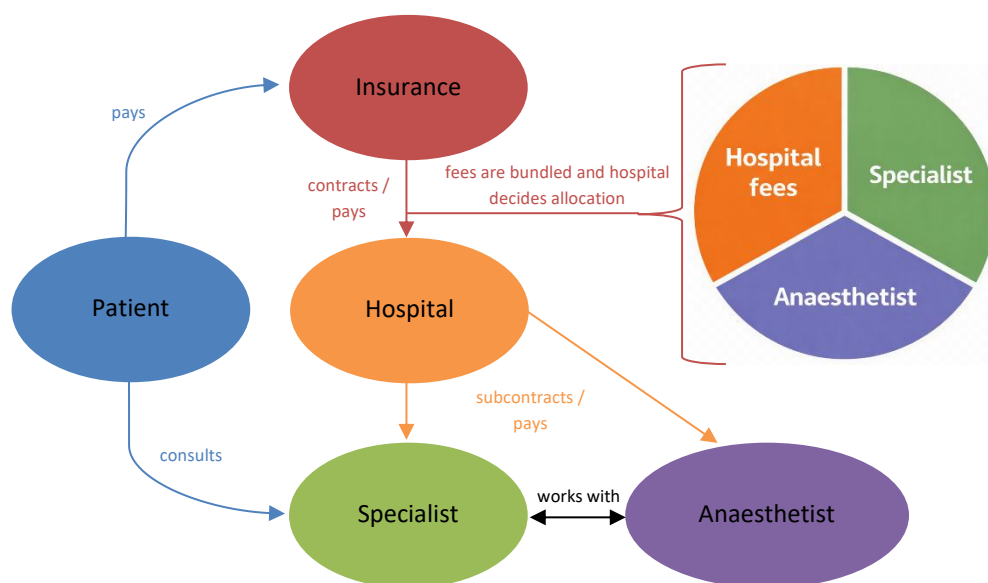 Insurance
pays
Hospital
fees
Specialist
fees are bundled and hospital
decides allocation
contracts /
pays
Anaesthetist
Patient
Hospital
subcontracts /
pays
consults
Specialist
works with
Anaesthetist